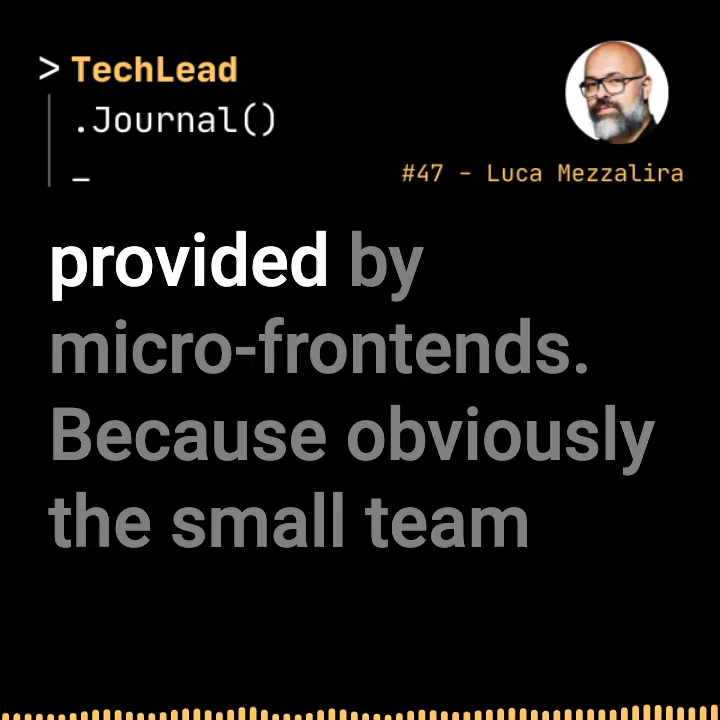 > TechLead
.Journal()
_
#47 - Luca Mezzalira
provided by
micro-frontends.
Because obviously
the small team